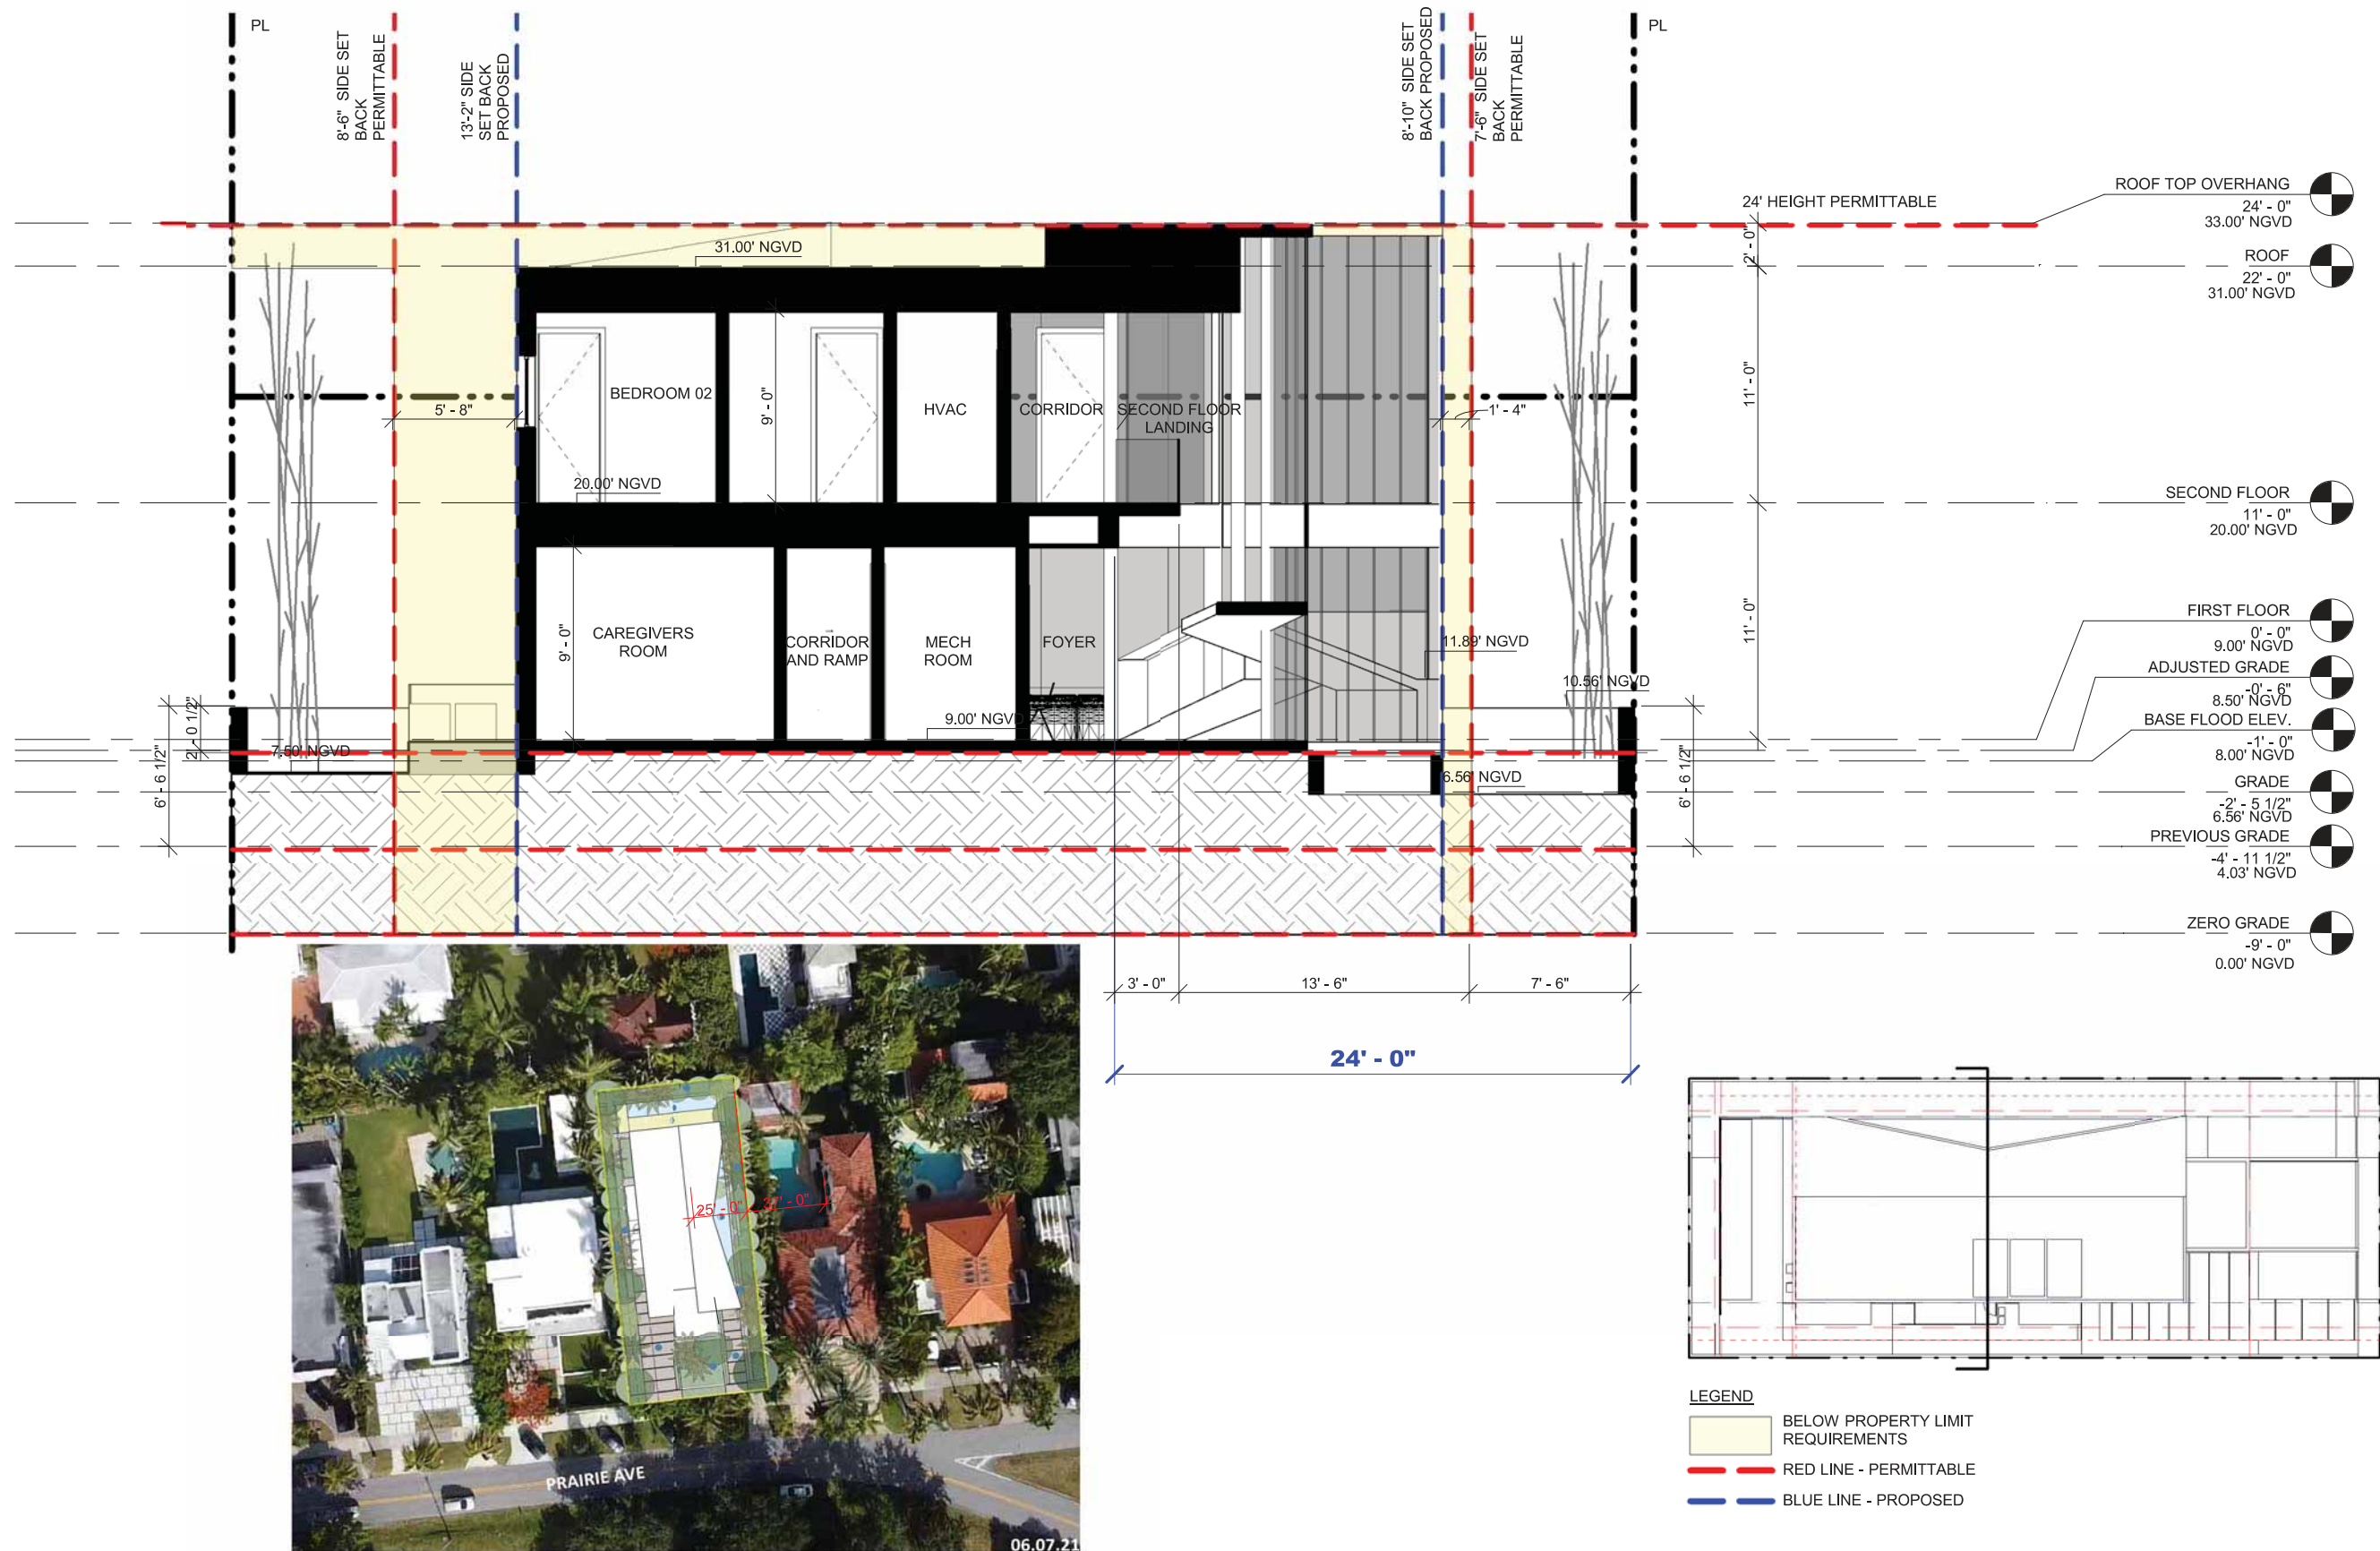 PL
8'-6" SIDE SET
BACK
PERMITTABLE
13'-2" SIDE
SET BACK
PROPOSED
8'-10" SIDE SET
BACK PROPOSED
7'-6" SIDE SET
BACK
PERMITTABLE
PL
24' HEIGHT PERMITTABLE
ROOF TOP OVERHANG
24' - 0"
33.00' NGVD
ROOF
22' - 0"
31.00' NGVD
SECOND FLOOR
11' - 0"
20.00' NGVD
FIRST FLOOR
0' - 0"
9.00' NGVD
ADJUSTED GRADE
-0' - 6"
8.50' NGVD
BASE FLOOD ELEV.
-1' - 0"
8.00' NGVD
GRADE
-2' - 5 1/2"
6.56' NGVD
PREVIOUS GRADE
-4' - 11 1/2"
4.03' NGVD
ZERO GRADE
-9' - 0"
0.00' NGVD
2' - 0"
11' - 0"
11' - 0"
6' - 6 1/2"
31.00' NGVD
5' - 8"
BEDROOM 02
9' - 0"
HVAC
CORRIDOR
SECOND FLOOR
LANDING
1' - 4"
20.00' NGVD
9' - 0"
CAREGIVERS
ROOM
CORRIDOR
AND RAMP
MECH
ROOM
FOYER
11.89' NGVD
10.56' NGVD
9.00' NGVD
2' - 0 1/2"
6' - 6 1/2"
7.50' NGVD
6.56' NGVD
3' - 0"
13' - 6"
7' - 6"
24' - 0"
25' - 0"
37' - 0"
PRAIRIE AVE
06.07.21
LEGEND
BELOW PROPERTY LIMIT
REQUIREMENTS
RED LINE - PERMITTABLE
BLUE LINE - PROPOSED